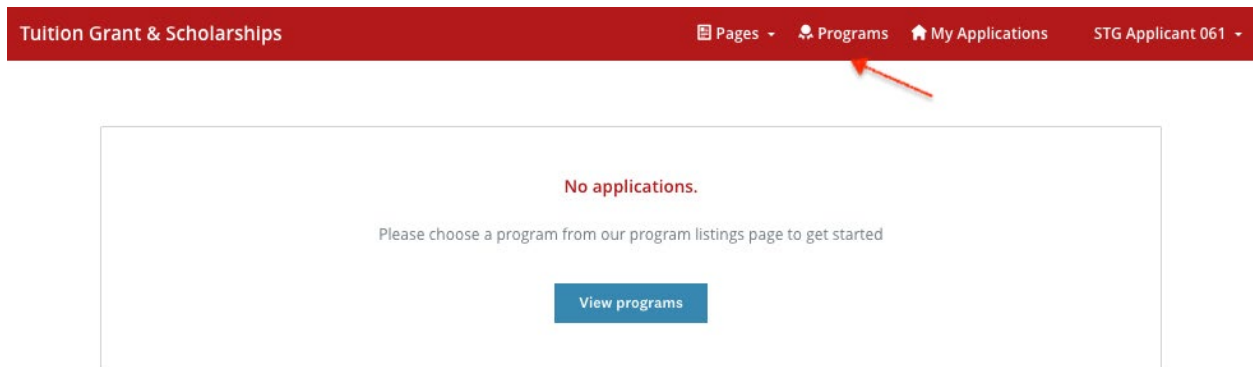 Tuition Grant & Scholarships Pages Programs My Applications STG Applicant 061
No applications.
Please choose a program from our program listings page to get started
View programs